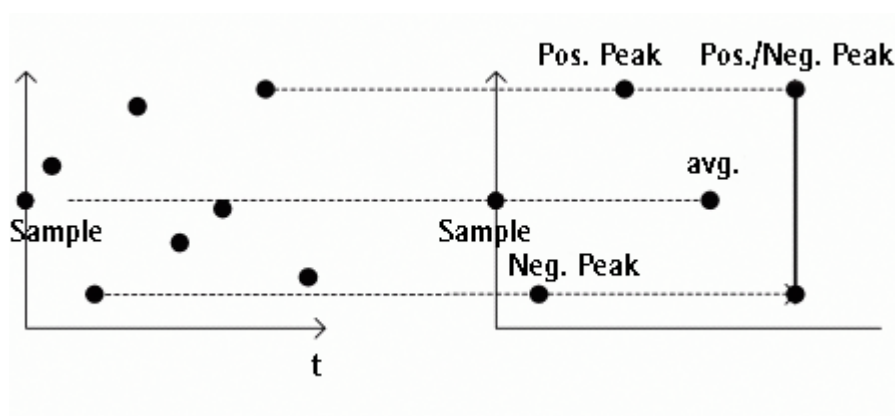 Pos. Peak Pos./Neg. Peak
avg.
Sample Sample
Neg. Peak
t